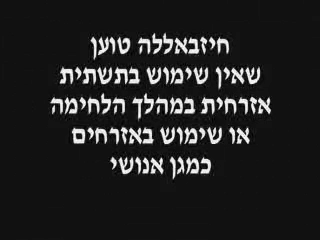 חיזבאללה טוען
שאין שימוש בתשתית
אזרחית במהלך הלחימה
או שימוש באזרחים
כמגן אנושי